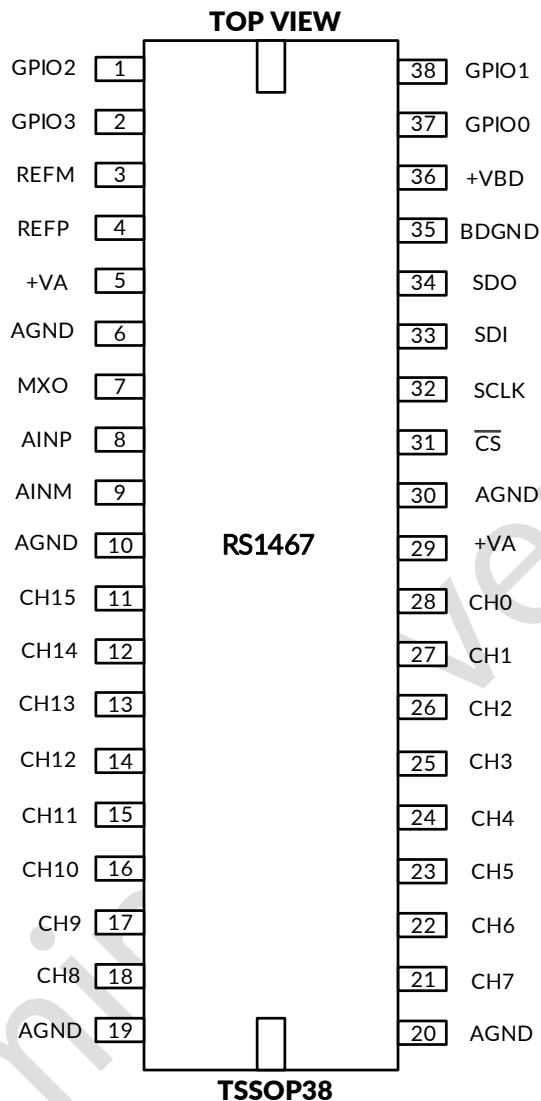 TOP VIEW
GPIO2 1 38 GPIO1
GPIO3 2 37 GPIO0
REFM 3 36 +VBD
REFP 4 35 BDGND
+VA 5 34 SDO
AGND 6 33 SDI
MXO 7 32 SCLK
AINP 8 31 C̅S̅
AINM 9 30 AGND
AGND 10 RS1467 29 +VA
CH15 11 28 CH0
CH14 12 27 CH1
CH13 13 26 CH2
CH12 14 25 CH3
CH11 15 24 CH4
CH10 16 23 CH5
CH9 17 22 CH6
CH8 18 21 CH7
AGND 19 20 AGND
TSSOP38